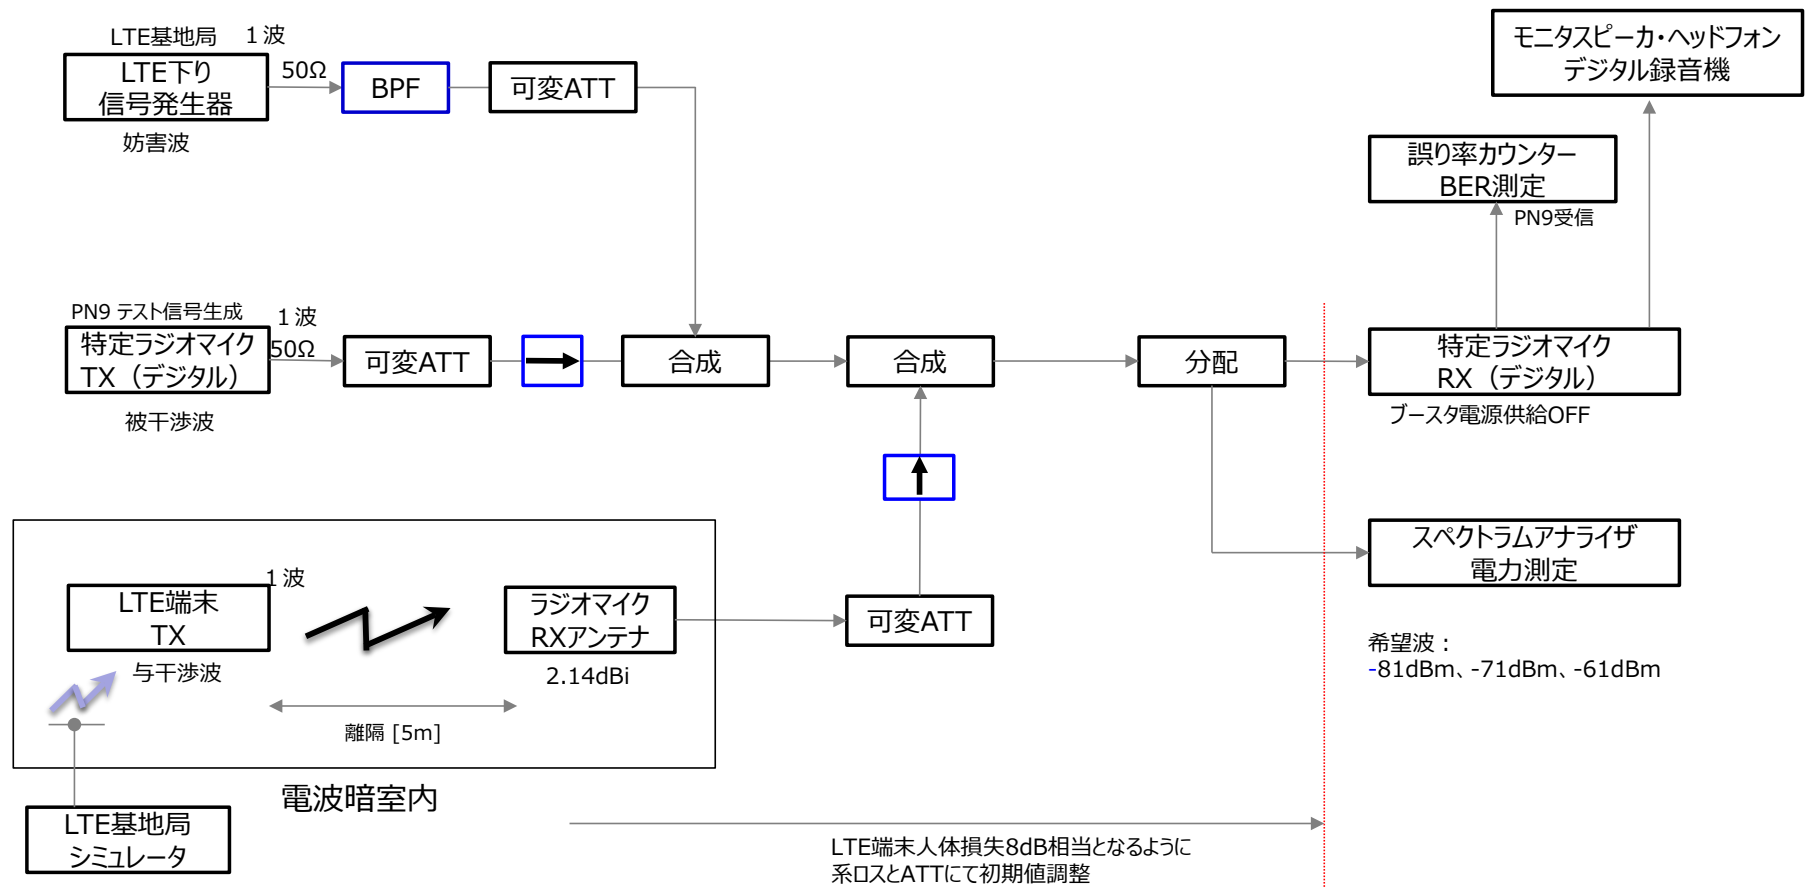 LTE基地局
１波
LTE下り
信号発生器
50Ω
BPF
可変ATT
妨害波
モニタスピーカ・ヘッドフォン
デジタル録音機
誤り率カウンター
BER測定
PN9受信
PN9 テスト信号生成
１波
特定ラジオマイク
TX（デジタル）
50Ω
可変ATT
合成
合成
分配
特定ラジオマイク
RX（デジタル）
被干渉波
ブースタ電源供給OFF
スペクトラムアナライザ
電力測定
１波
LTE端末
TX
与干渉波
ラジオマイク
RXアンテナ
2.14dBi
可変ATT
離隔 [5m]
希望波：
-81dBm、-71dBm、-61dBm
電波暗室内
LTE基地局
シミュレータ
LTE端末人体損失8dB相当となるように
系ロスとATTにて初期値調整